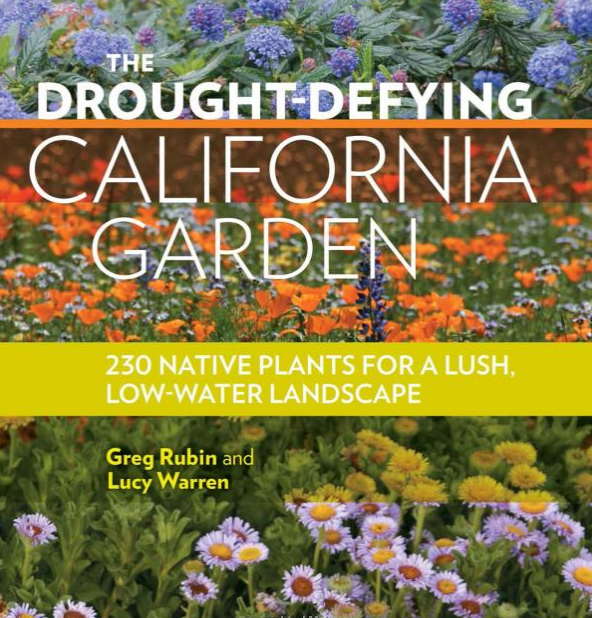 THE
DROUGHT-DEFYING
CALIFORNIA
GARDEN
230 NATIVE PLANTS FOR A LUSH,
LOW-WATER LANDSCAPE
Greg Rubin and
Lucy Warren